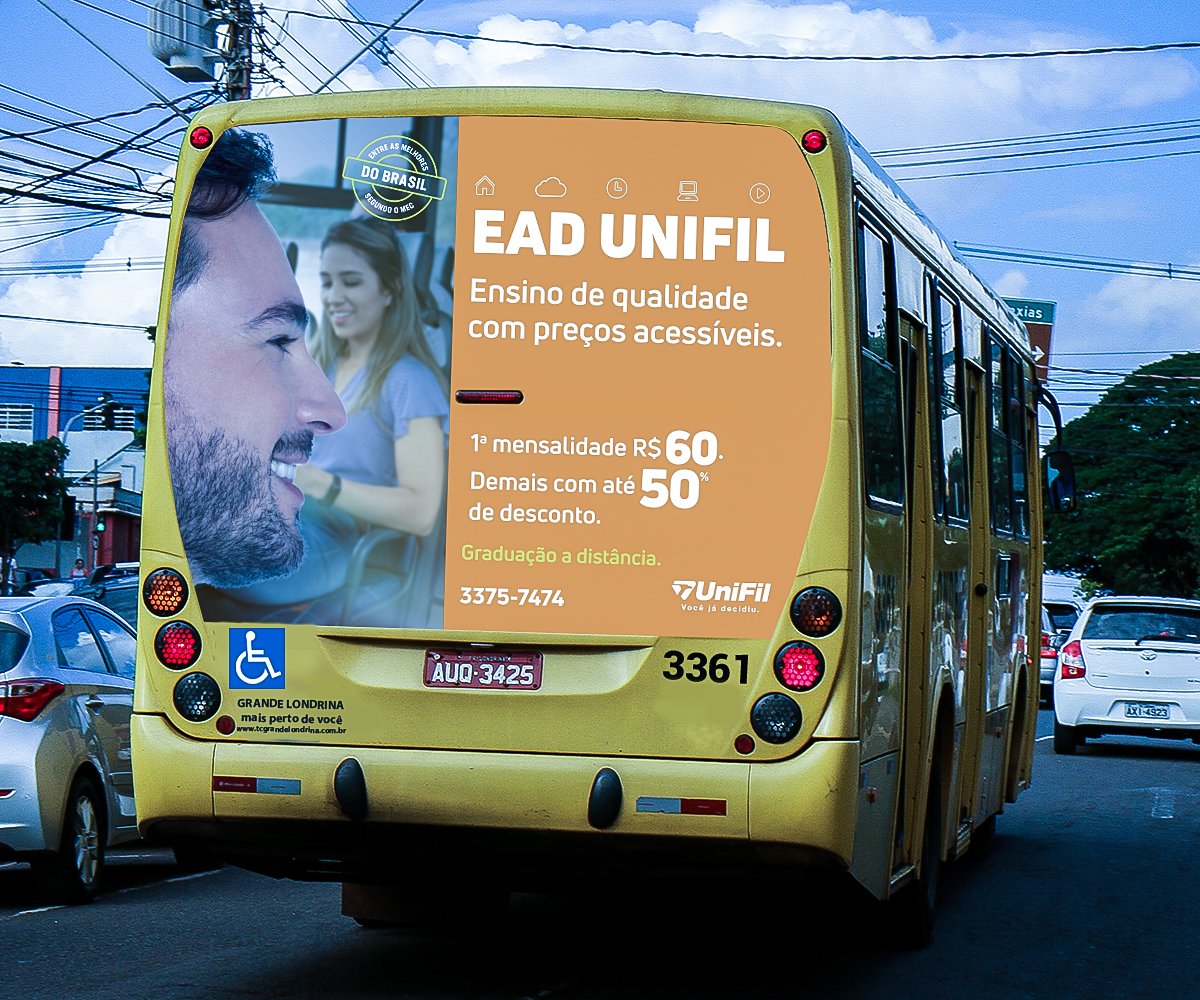 ENTRE AS MELHORES
DO BRASIL
SEGUNDO O MEC
EAD UNIFIL
Ensino de qualidade
com preços acessíveis.
1ª mensalidade R$ 60.
Demais com até 50%
de desconto.
Graduação a distância.
3375-7474
UniFil
Você já decidiu.
AUQ-3425
3361
GRANDE LONDRINA
mais perto de você
www.tcgrandelondrina.com.br